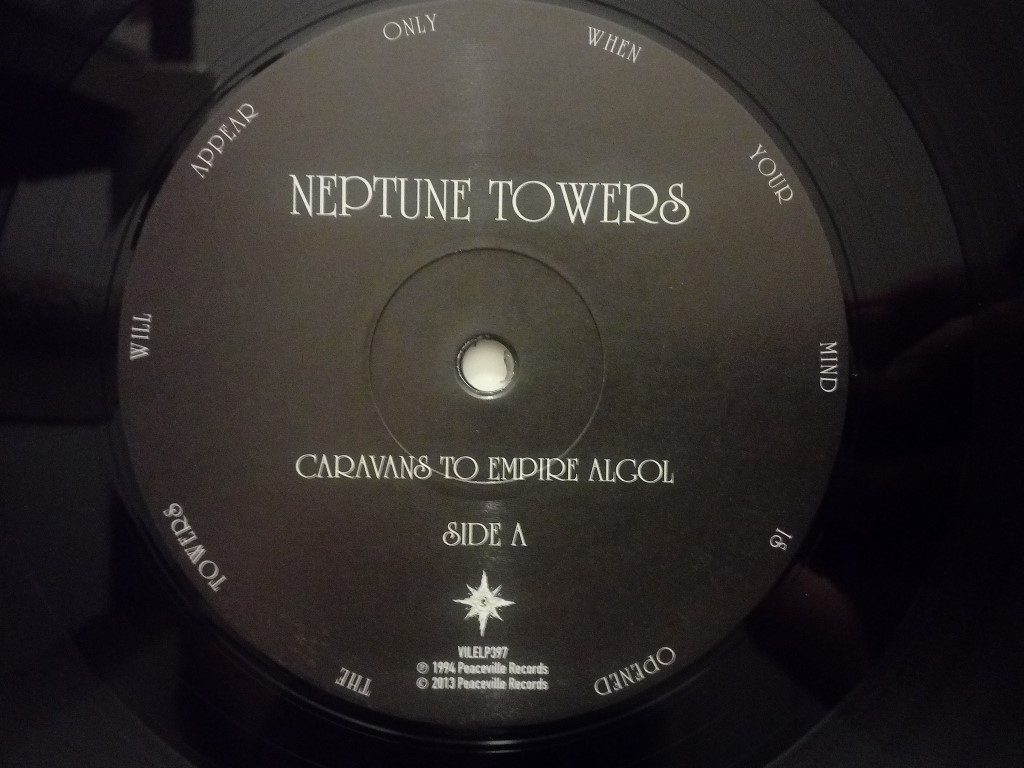 THE TOWERS WILL APPEAR ONLY WHEN YOUR MIND IS OPENED
NEPTUNE TOWERS
CARAVANS TO EMPIRE ALGOL
SIDE A
VILELP397
℗ 1994 Peaceville Records
© 2013 Peaceville Records